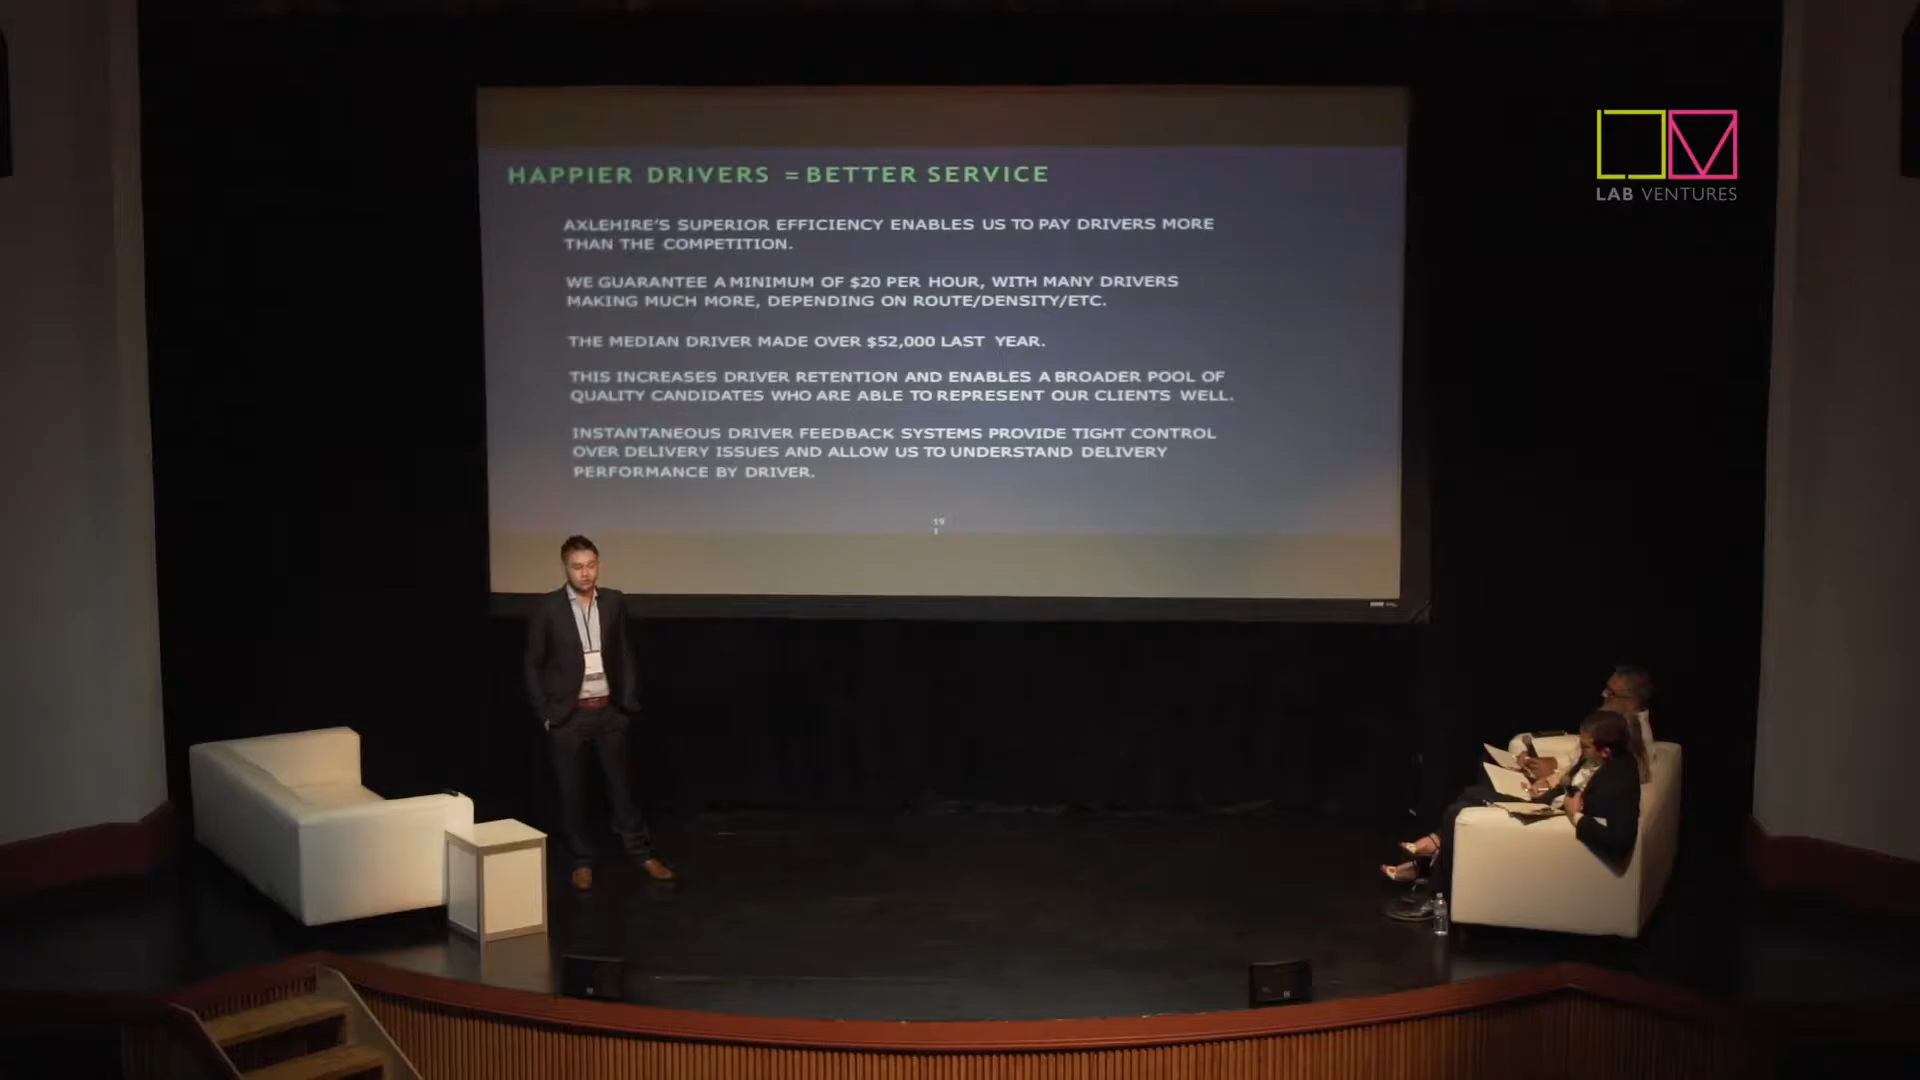 HAPPIER DRIVERS = BETTER SERVICE
AXLEHIRE'S SUPERIOR EFFICIENCY ENABLES US TO PAY DRIVERS MORE
THAN THE COMPETITION.
WE GUARANTEE A MINIMUM OF $20 PER HOUR, WITH MANY DRIVERS
MAKING MUCH MORE, DEPENDING ON ROUTE/DENSITY/ETC.
THE MEDIAN DRIVER MADE OVER $52,000 LAST YEAR.
THIS INCREASES DRIVER RETENTION AND ENABLES A BROADER POOL OF
QUALITY CANDIDATES WHO ARE ABLE TO REPRESENT OUR CLIENTS WELL.
INSTANTANEOUS DRIVER FEEDBACK SYSTEMS PROVIDE TIGHT CONTROL
OVER DELIVERY ISSUES AND ALLOW US TO UNDERSTAND DELIVERY
PERFORMANCE BY DRIVER.
19
LAB VENTURES